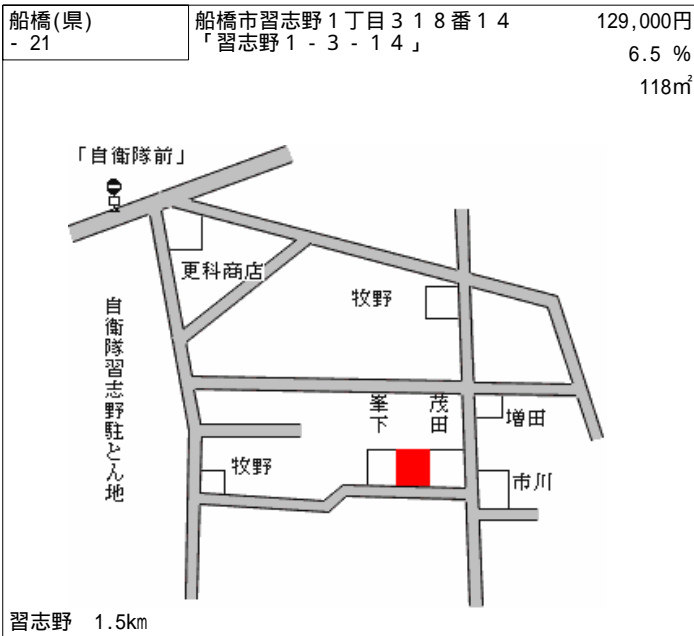 船橋(県)
- 21
船橋市習志野１丁目３１８番１４
「習志野１-３-１４」
129,000円
6.5 %
118㎡
「自衛隊前」
更科商店
牧野
自衛隊習志野駐とん地
峯下
茂田
増田
牧野
市川
習志野 1.5km